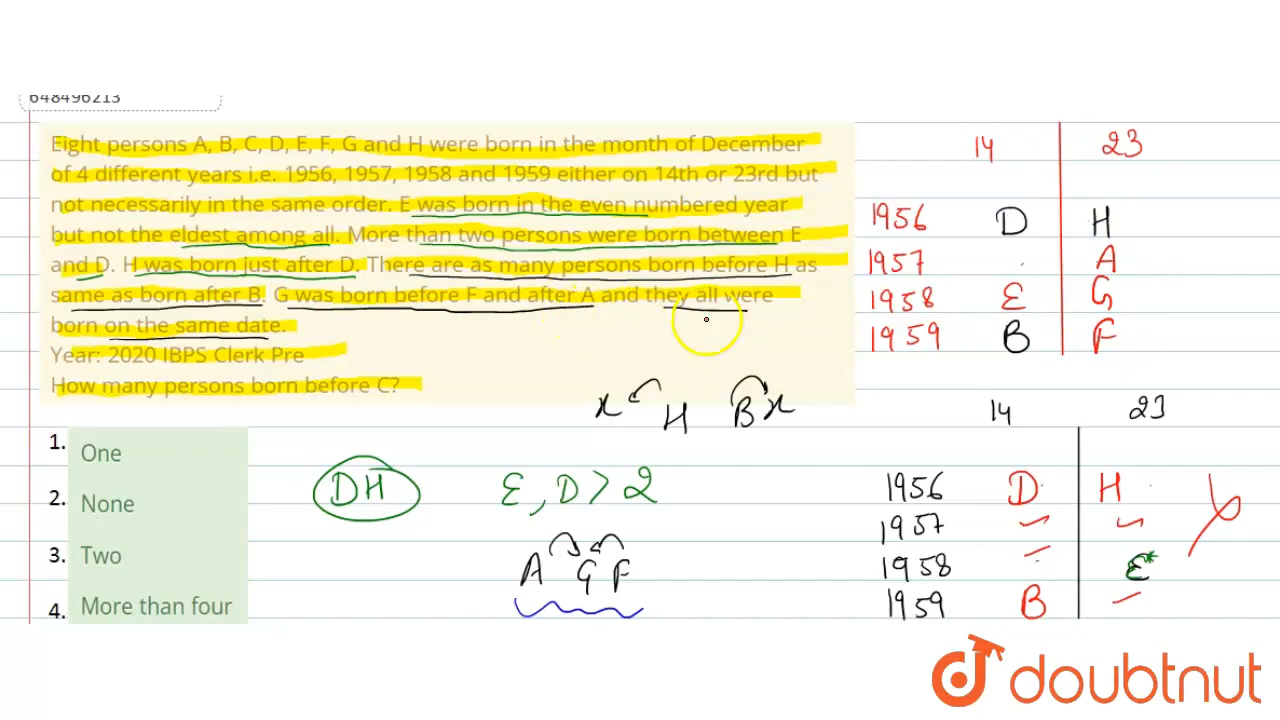 648496213
Eight persons A, B, C, D, E, F, G and H were born in the month of December
of 4 different years i.e. 1956, 1957, 1958 and 1959 either on 14th or 23rd but
not necessarily in the same order. E was born in the even numbered year
but not the eldest among all. More than two persons were born between E
and D. H was born just after D. There are as many persons born before H as
same as born after B. G was born before F and after A and they all were
born on the same date.
Year: 2020 IBPS Clerk Pre
How many persons born before C?
14 23
1956 D H
1957 A
1958 E G
1959 B F
x H B x
1. One
2. None
3. Two
4. More than four
DH
E, D > 2
A G F
14 23
1956 D H
1957
1958 E*
1959 B
doubtnut